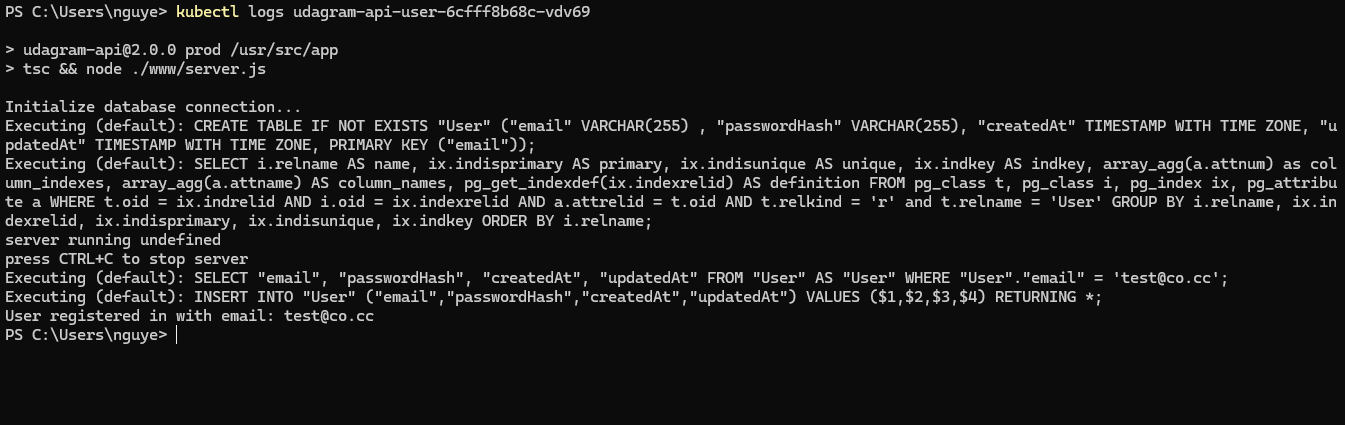 PS C:\Users\nguye> kubectl logs udagram-api-user-6cfff8b68c-vdv69
> udagram-api@2.0.0 prod /usr/src/app
> tsc && node ./www/server.js
Initialize database connection...
Executing (default): CREATE TABLE IF NOT EXISTS "User" ("email" VARCHAR(255) , "passwordHash" VARCHAR(255), "createdAt" TIMESTAMP WITH TIME ZONE, "u
pdatedAt" TIMESTAMP WITH TIME ZONE, PRIMARY KEY ("email"));
Executing (default): SELECT i.relname AS name, ix.indisprimary AS primary, ix.indisunique AS unique, ix.indkey AS indkey, array_agg(a.attnum) as col
umn_indexes, array_agg(a.attname) AS column_names, pg_get_indexdef(ix.indexrelid) AS definition FROM pg_class t, pg_class i, pg_index ix, pg_attribu
te a WHERE t.oid = ix.indrelid AND i.oid = ix.indexrelid AND a.attrelid = t.oid AND t.relkind = 'r' and t.relname = 'User' GROUP BY i.relname, ix.in
dexrelid, ix.indisprimary, ix.indisunique, ix.indkey ORDER BY i.relname;
server running undefined
press CTRL+C to stop server
Executing (default): SELECT "email", "passwordHash", "createdAt", "updatedAt" FROM "User" AS "User" WHERE "User"."email" = 'test@co.cc';
Executing (default): INSERT INTO "User" ("email","passwordHash","createdAt","updatedAt") VALUES ($1,$2,$3,$4) RETURNING *;
User registered in with email: test@co.cc
PS C:\Users\nguye>